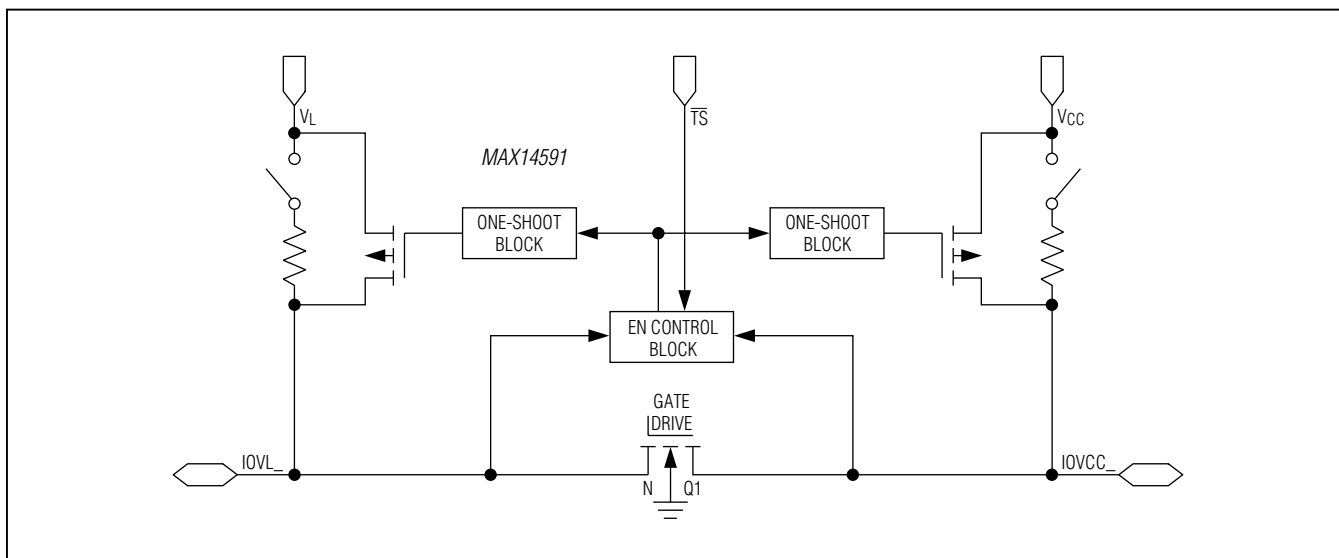 VL
TS
VCC
MAX14591
ONE-SHOOT
BLOCK
ONE-SHOOT
BLOCK
EN CONTROL
BLOCK
GATE
DRIVE
IOVL_
IOVCC_
N
Q1